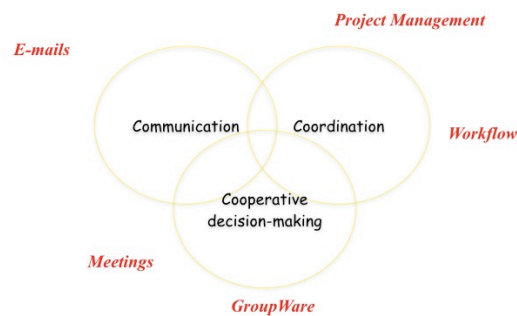 Project Management
E-mails
Communication
Coordination
Workflow
Cooperative
decision-making
Meetings
GroupWare